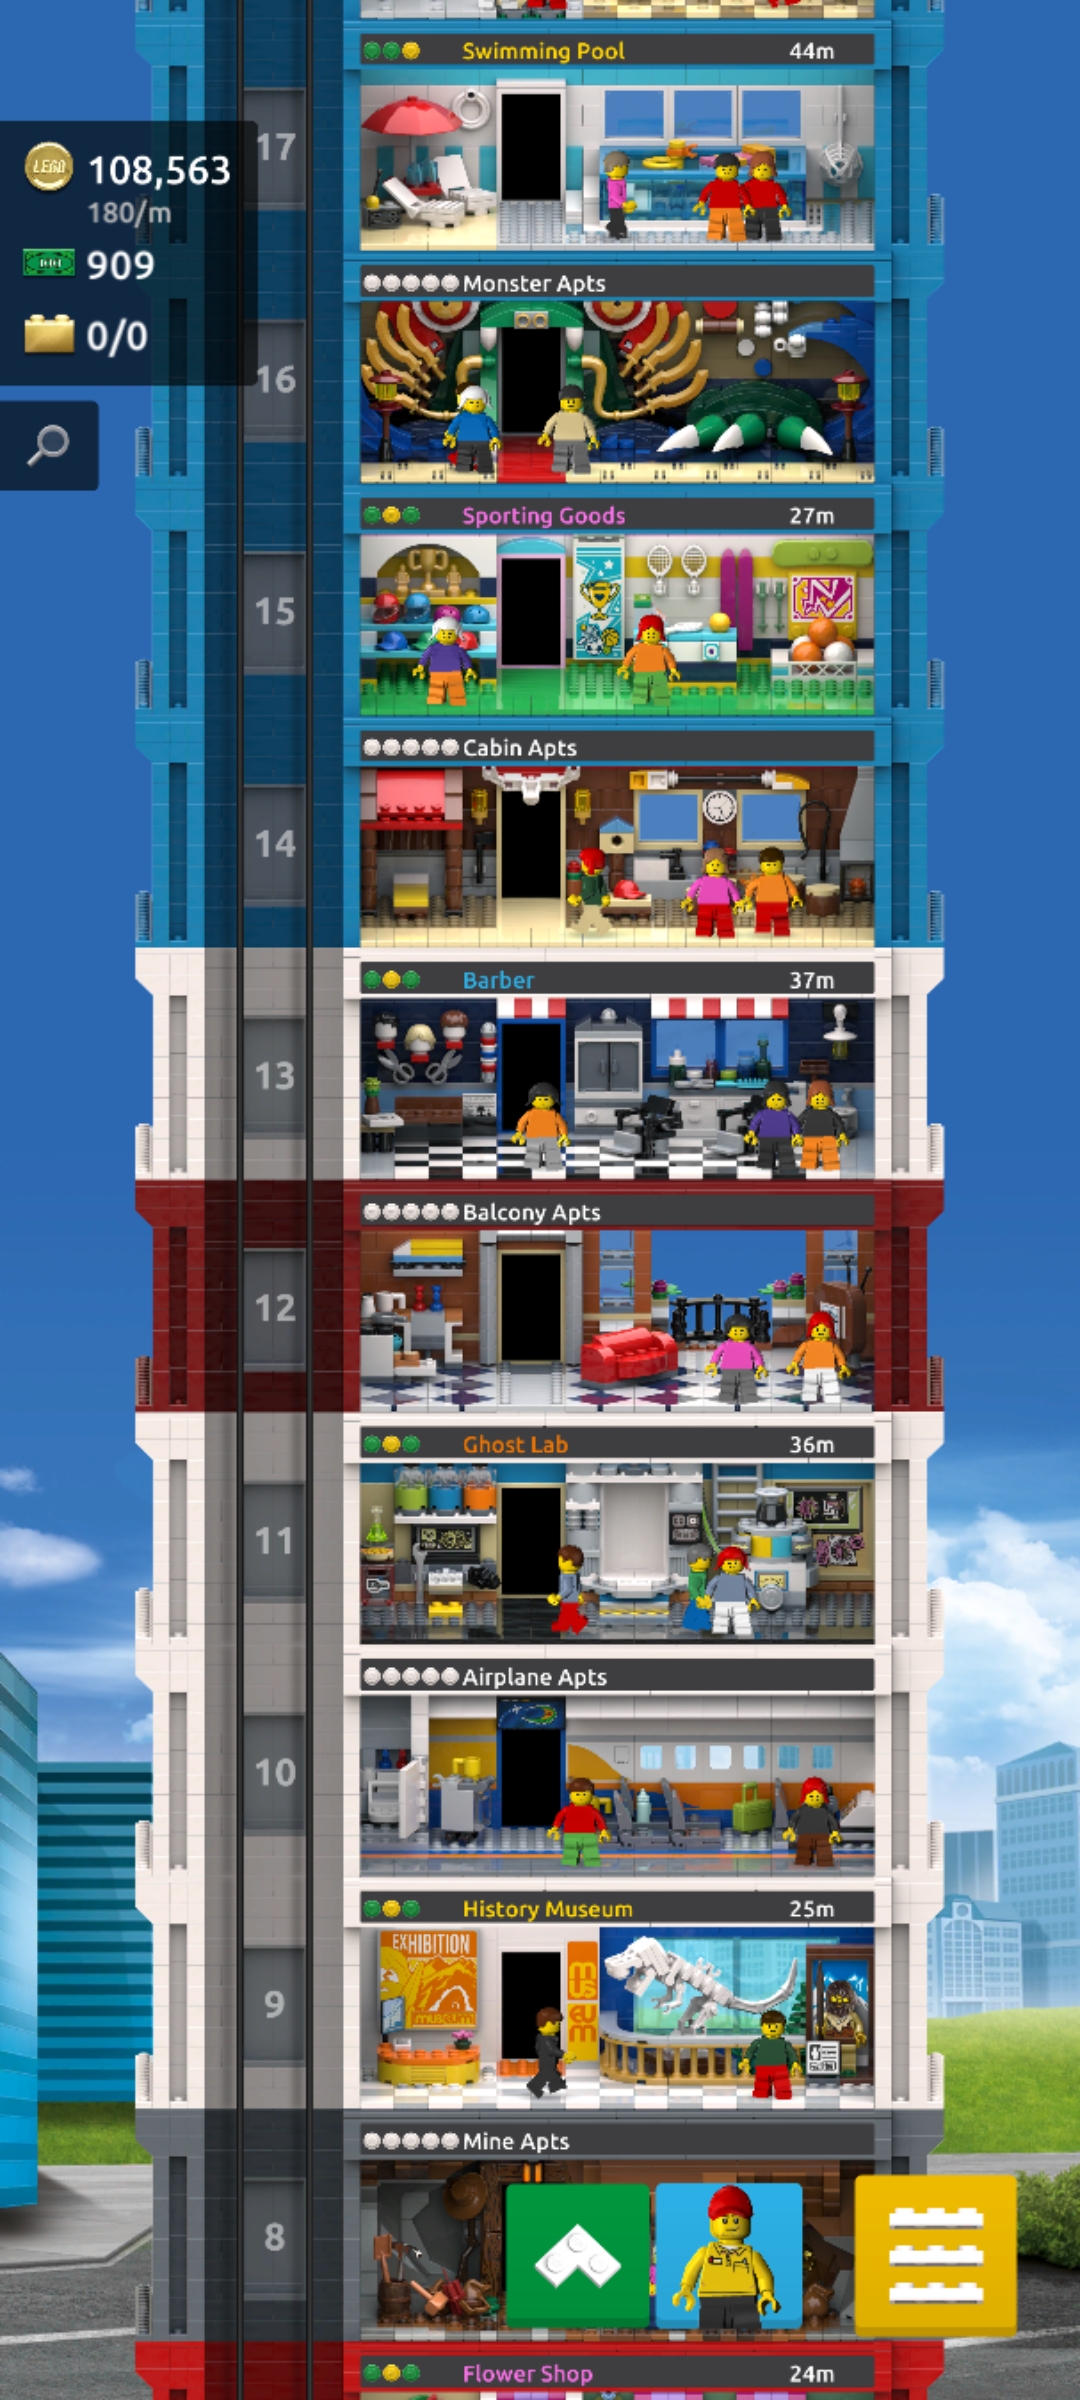 Swimming Pool 44m
17
LEGO 108,563
180/m
909
0/0
Monster Apts
16
Sporting Goods 27m
15
N
Cabin Apts
14
Barber 37m
13
Balcony Apts
12
Ghost Lab 36m
11
Airplane Apts
10
History Museum 25m
EXHIBITION
museum
museum
9
Mine Apts
8
Flower Shop 24m